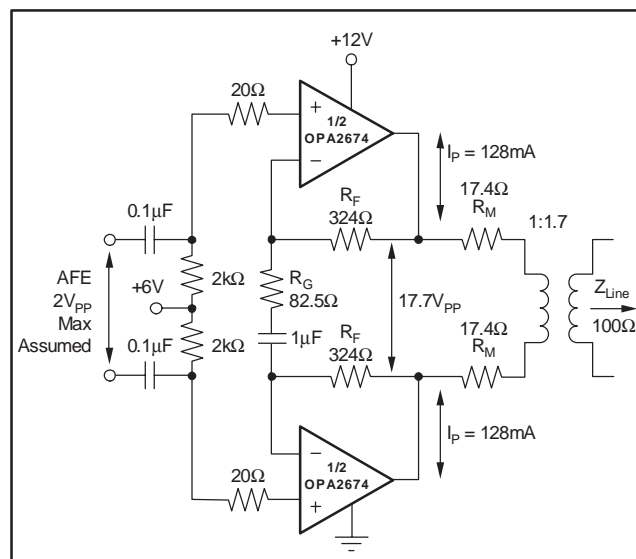 +12V
20Ω
+
1/2
OPA2674
−
I_P = 128mA
R_F
324Ω
17.4Ω
R_M
1:1.7
0.1µF
AFE
2V_PP
Max
Assumed
+6V
2kΩ
2kΩ
R_G
82.5Ω
1µF
17.7V_PP
Z_Line
100Ω
0.1µF
R_F
324Ω
17.4Ω
R_M
I_P = 128mA
−
1/2
OPA2674
+
20Ω